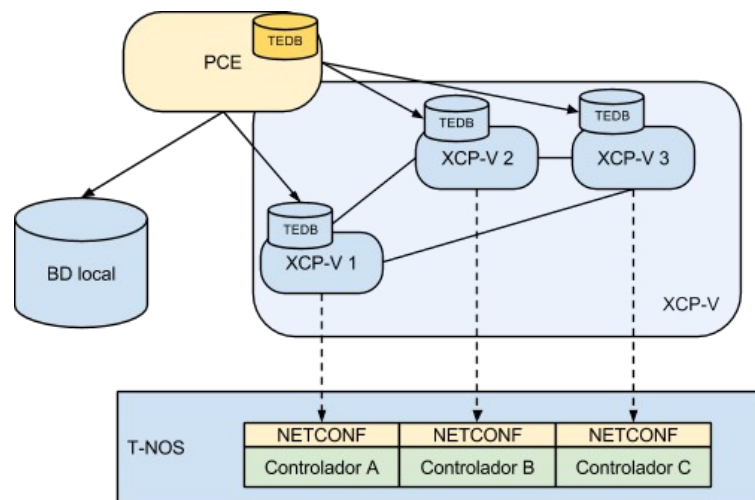 TEDB
PCE
TEDB
TEDB
XCP-V 2
XCP-V 3
TEDB
XCP-V 1
BD local
XCP-V
T-NOS
NETCONF NETCONF NETCONF
Controlador A Controlador B Controlador C